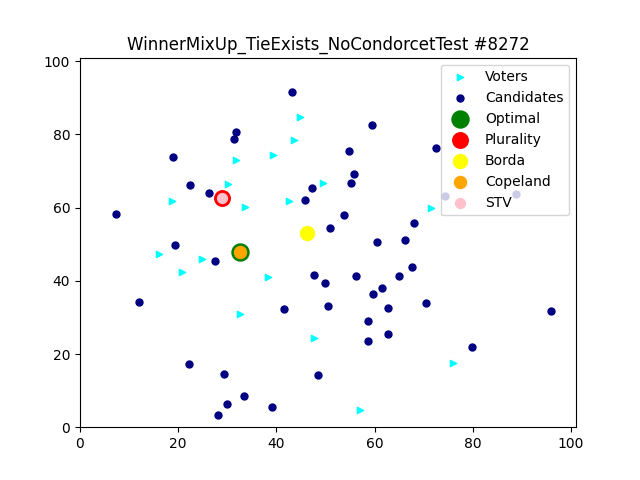 WinnerMixUp_TieExists_NoCondorcetTest #8272
100
80
60
40
20
0
0 20 40 60 80 100
Voters
Candidates
Optimal
Plurality
Borda
Copeland
STV